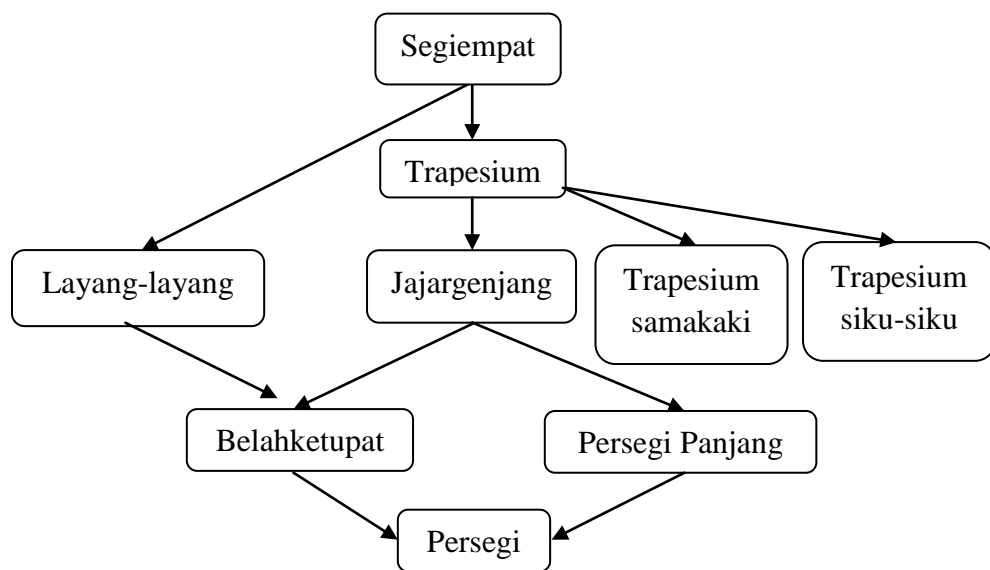 Segiempat
Trapesium
Layang-layang
Jajargenjang
Trapesium
samakaki
Trapesium
siku-siku
Belahketupat
Persegi Panjang
Persegi